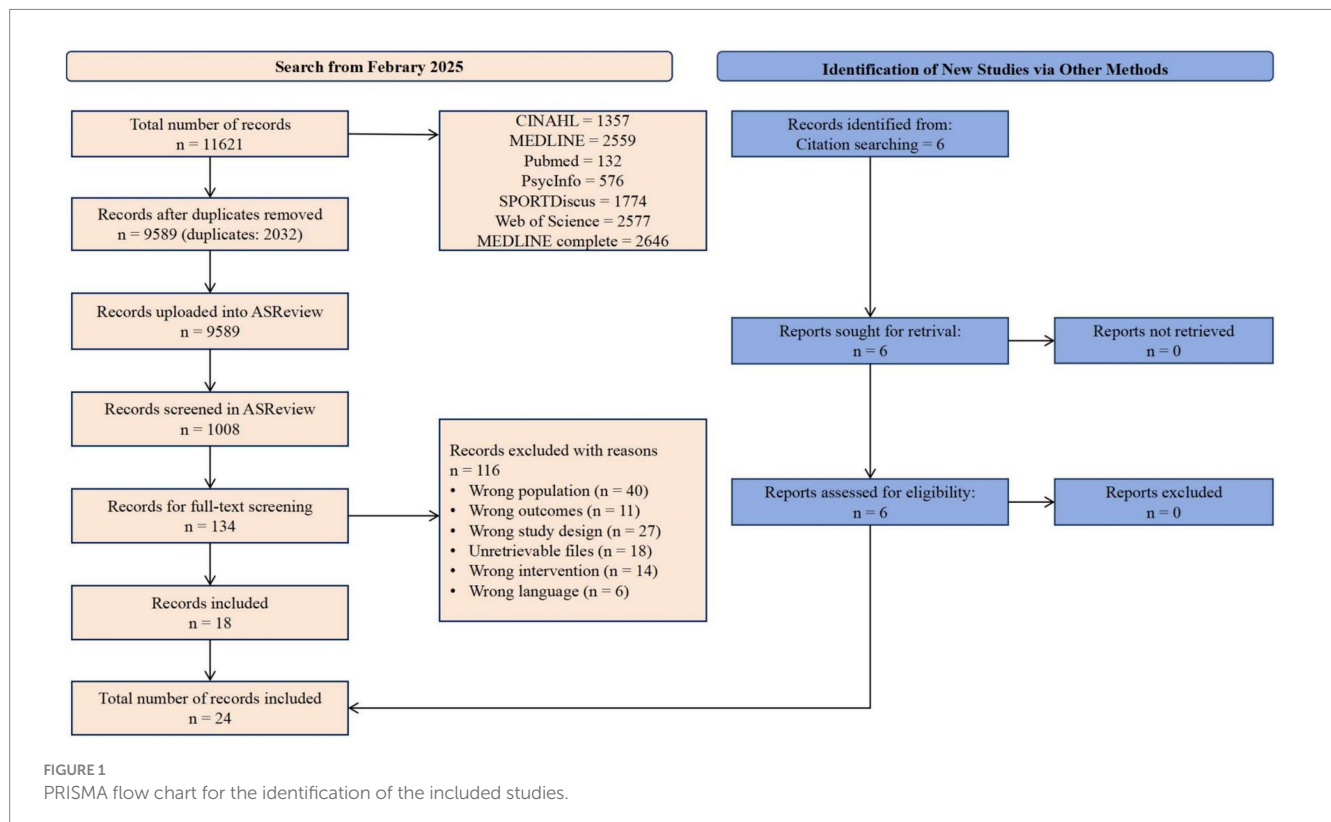 Search from Febrary 2025
Total number of records
n = 11621
CINAHL = 1357
MEDLINE = 2559
Pubmed = 132
PsycInfo = 576
SPORTDiscus = 1774
Web of Science = 2577
MEDLINE complete = 2646
Records after duplicates removed
n = 9589 (duplicates: 2032)
Records uploaded into ASReview
n = 9589
Records screened in ASReview
n = 1008
Records for full-text screening
n = 134
Records excluded with reasons
n = 116
• Wrong population (n = 40)
• Wrong outcomes (n = 11)
• Wrong study design (n = 27)
• Unretrievable files (n = 18)
• Wrong intervention (n = 14)
• Wrong language (n = 6)
Records included
n = 18
Total number of records included
n = 24
Identification of New Studies via Other Methods
Records identified from:
Citation searching = 6
Reports sought for retrival:
n = 6
Reports not retrieved
n = 0
Reports assessed for eligibility:
n = 6
Reports excluded
n = 0
FIGURE 1
PRISMA flow chart for the identification of the included studies.